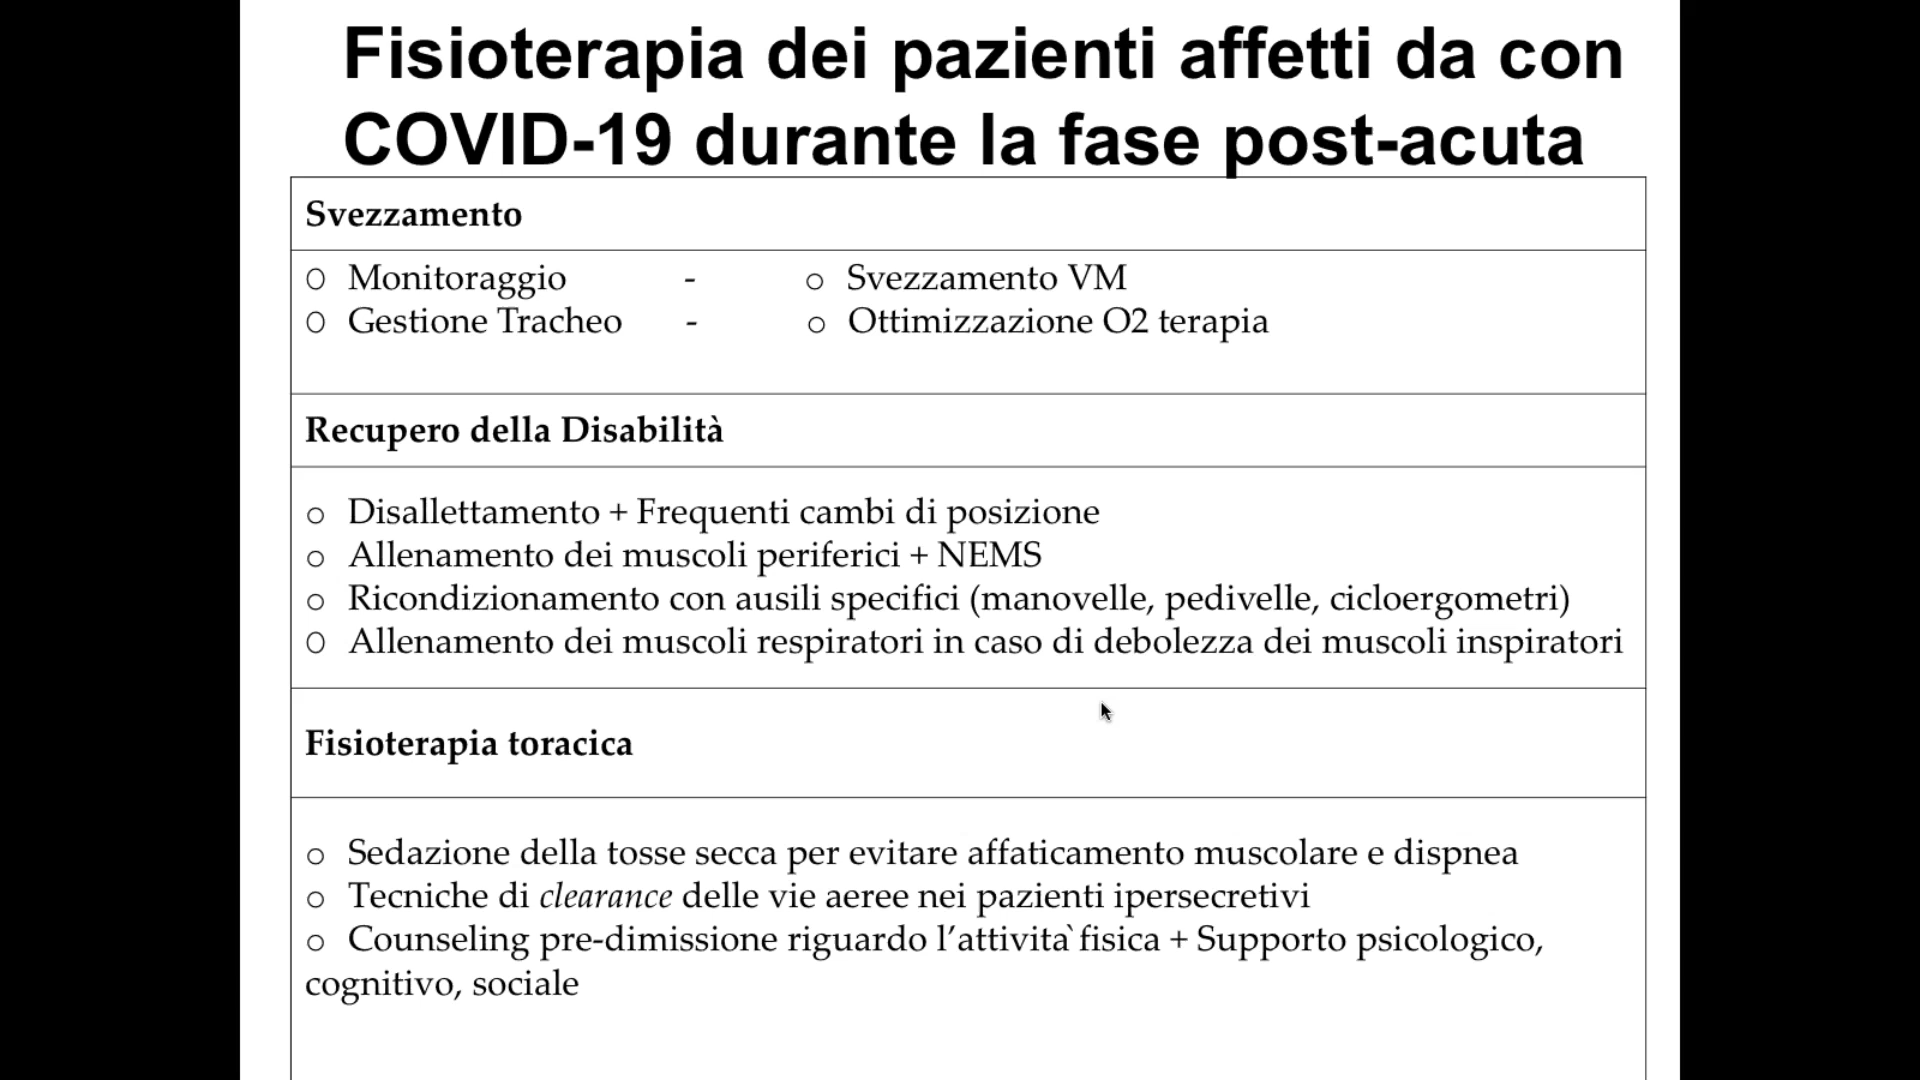 Fisioterapia dei pazienti affetti da con
COVID-19 durante la fase post-acuta
Svezzamento
O Monitoraggio - o Svezzamento VM
O Gestione Tracheo - o Ottimizzazione O2 terapia
Recupero della Disabilità
o Disallettamento + Frequenti cambi di posizione
o Allenamento dei muscoli periferici + NEMS
o Ricondizionamento con ausili specifici (manovelle, pedivelle, cicloergometri)
O Allenamento dei muscoli respiratori in caso di debolezza dei muscoli inspiratori
Fisioterapia toracica
o Sedazione della tosse secca per evitare affaticamento muscolare e dispnea
o Tecniche di clearance delle vie aeree nei pazienti ipersecretivi
o Counseling pre-dimissione riguardo l’attivita` fisica + Supporto psicologico,
cognitivo, sociale